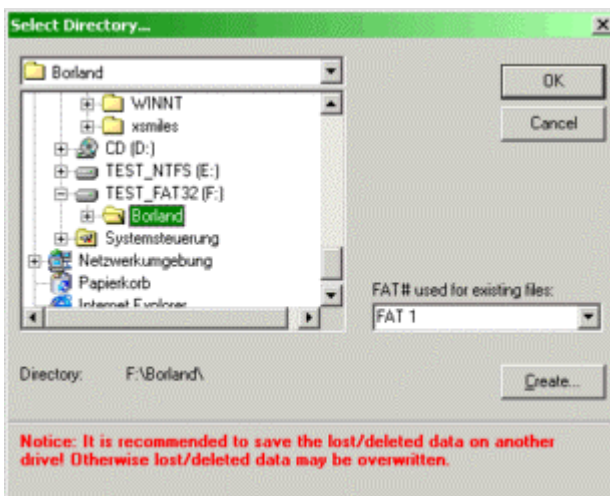 Select Directory...
Borland
OK
Cancel
WINNT
xsmiles
CD (D:)
TEST_NTFS (E:)
TEST_FAT32 (F:)
Borland
Systemsteuerung
Netzwerkumgebung
Papierkorb
Internet Explorer
FAT# used for existing files:
FAT 1
Directory: F:\Borland\
Create...
Notice: It is recommended to save the lost/deleted data on another
drive! Otherwise lost/deleted data may be overwritten.